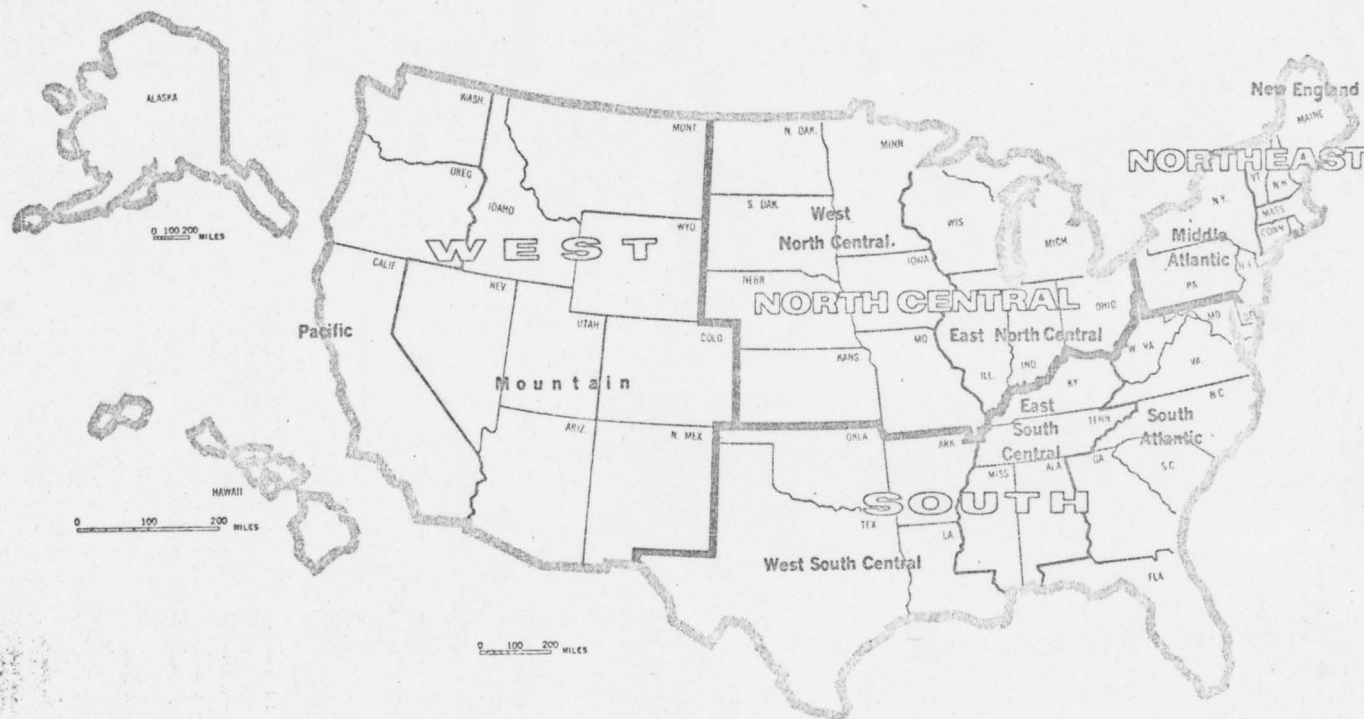 ALASKA
0 100 200 MILES
HAWAII
0 100 200 MILES
WEST
Pacific
Mountain
WASH.
OREG
CALIF
IDAHO
NEV.
MONT.
WYO.
UTAH
COLO.
ARIZ.
N. MEX.
0 100 200 MILES
NORTH CENTRAL
West
North Central.
East North Central
N. DAK.
S. DAK.
NEBR
KANS.
MINN.
IOWA
MO.
WIS
MICH.
ILL.
IND.
OHIO
NORTHEAST
New England
Middle
Atlantic
MAINE
VT
N.H.
MASS.
CONN.
N.Y.
N.J.
PA
SOUTH
West South Central
East
South
Central
South
Atlantic
OKLA.
TEX.
ARK.
LA.
KY.
TENN.
MISS
ALA
GA.
FLA
S.C.
N.C.
VA.
W. VA.
MD.
DEL